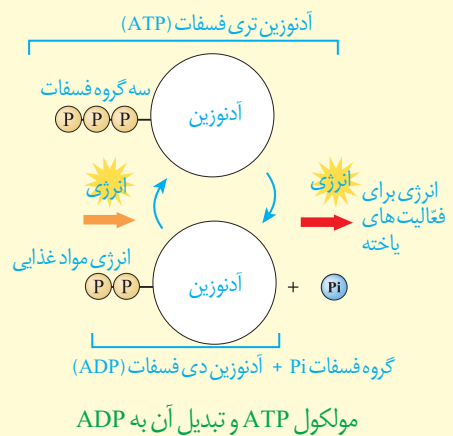 آدنوزین تری فسفات (ATP)
سه گروه فسفات
P P P
آدنوزین
انرژی
انرژی
انرژی برای
فعّالیت‌های
یاخته
انرژی مواد غذایی
P P
آدنوزین
+ Pi
گروه فسفات Pi + آدنوزین دی فسفات (ADP)
مولکول ATP و تبدیل آن به ADP